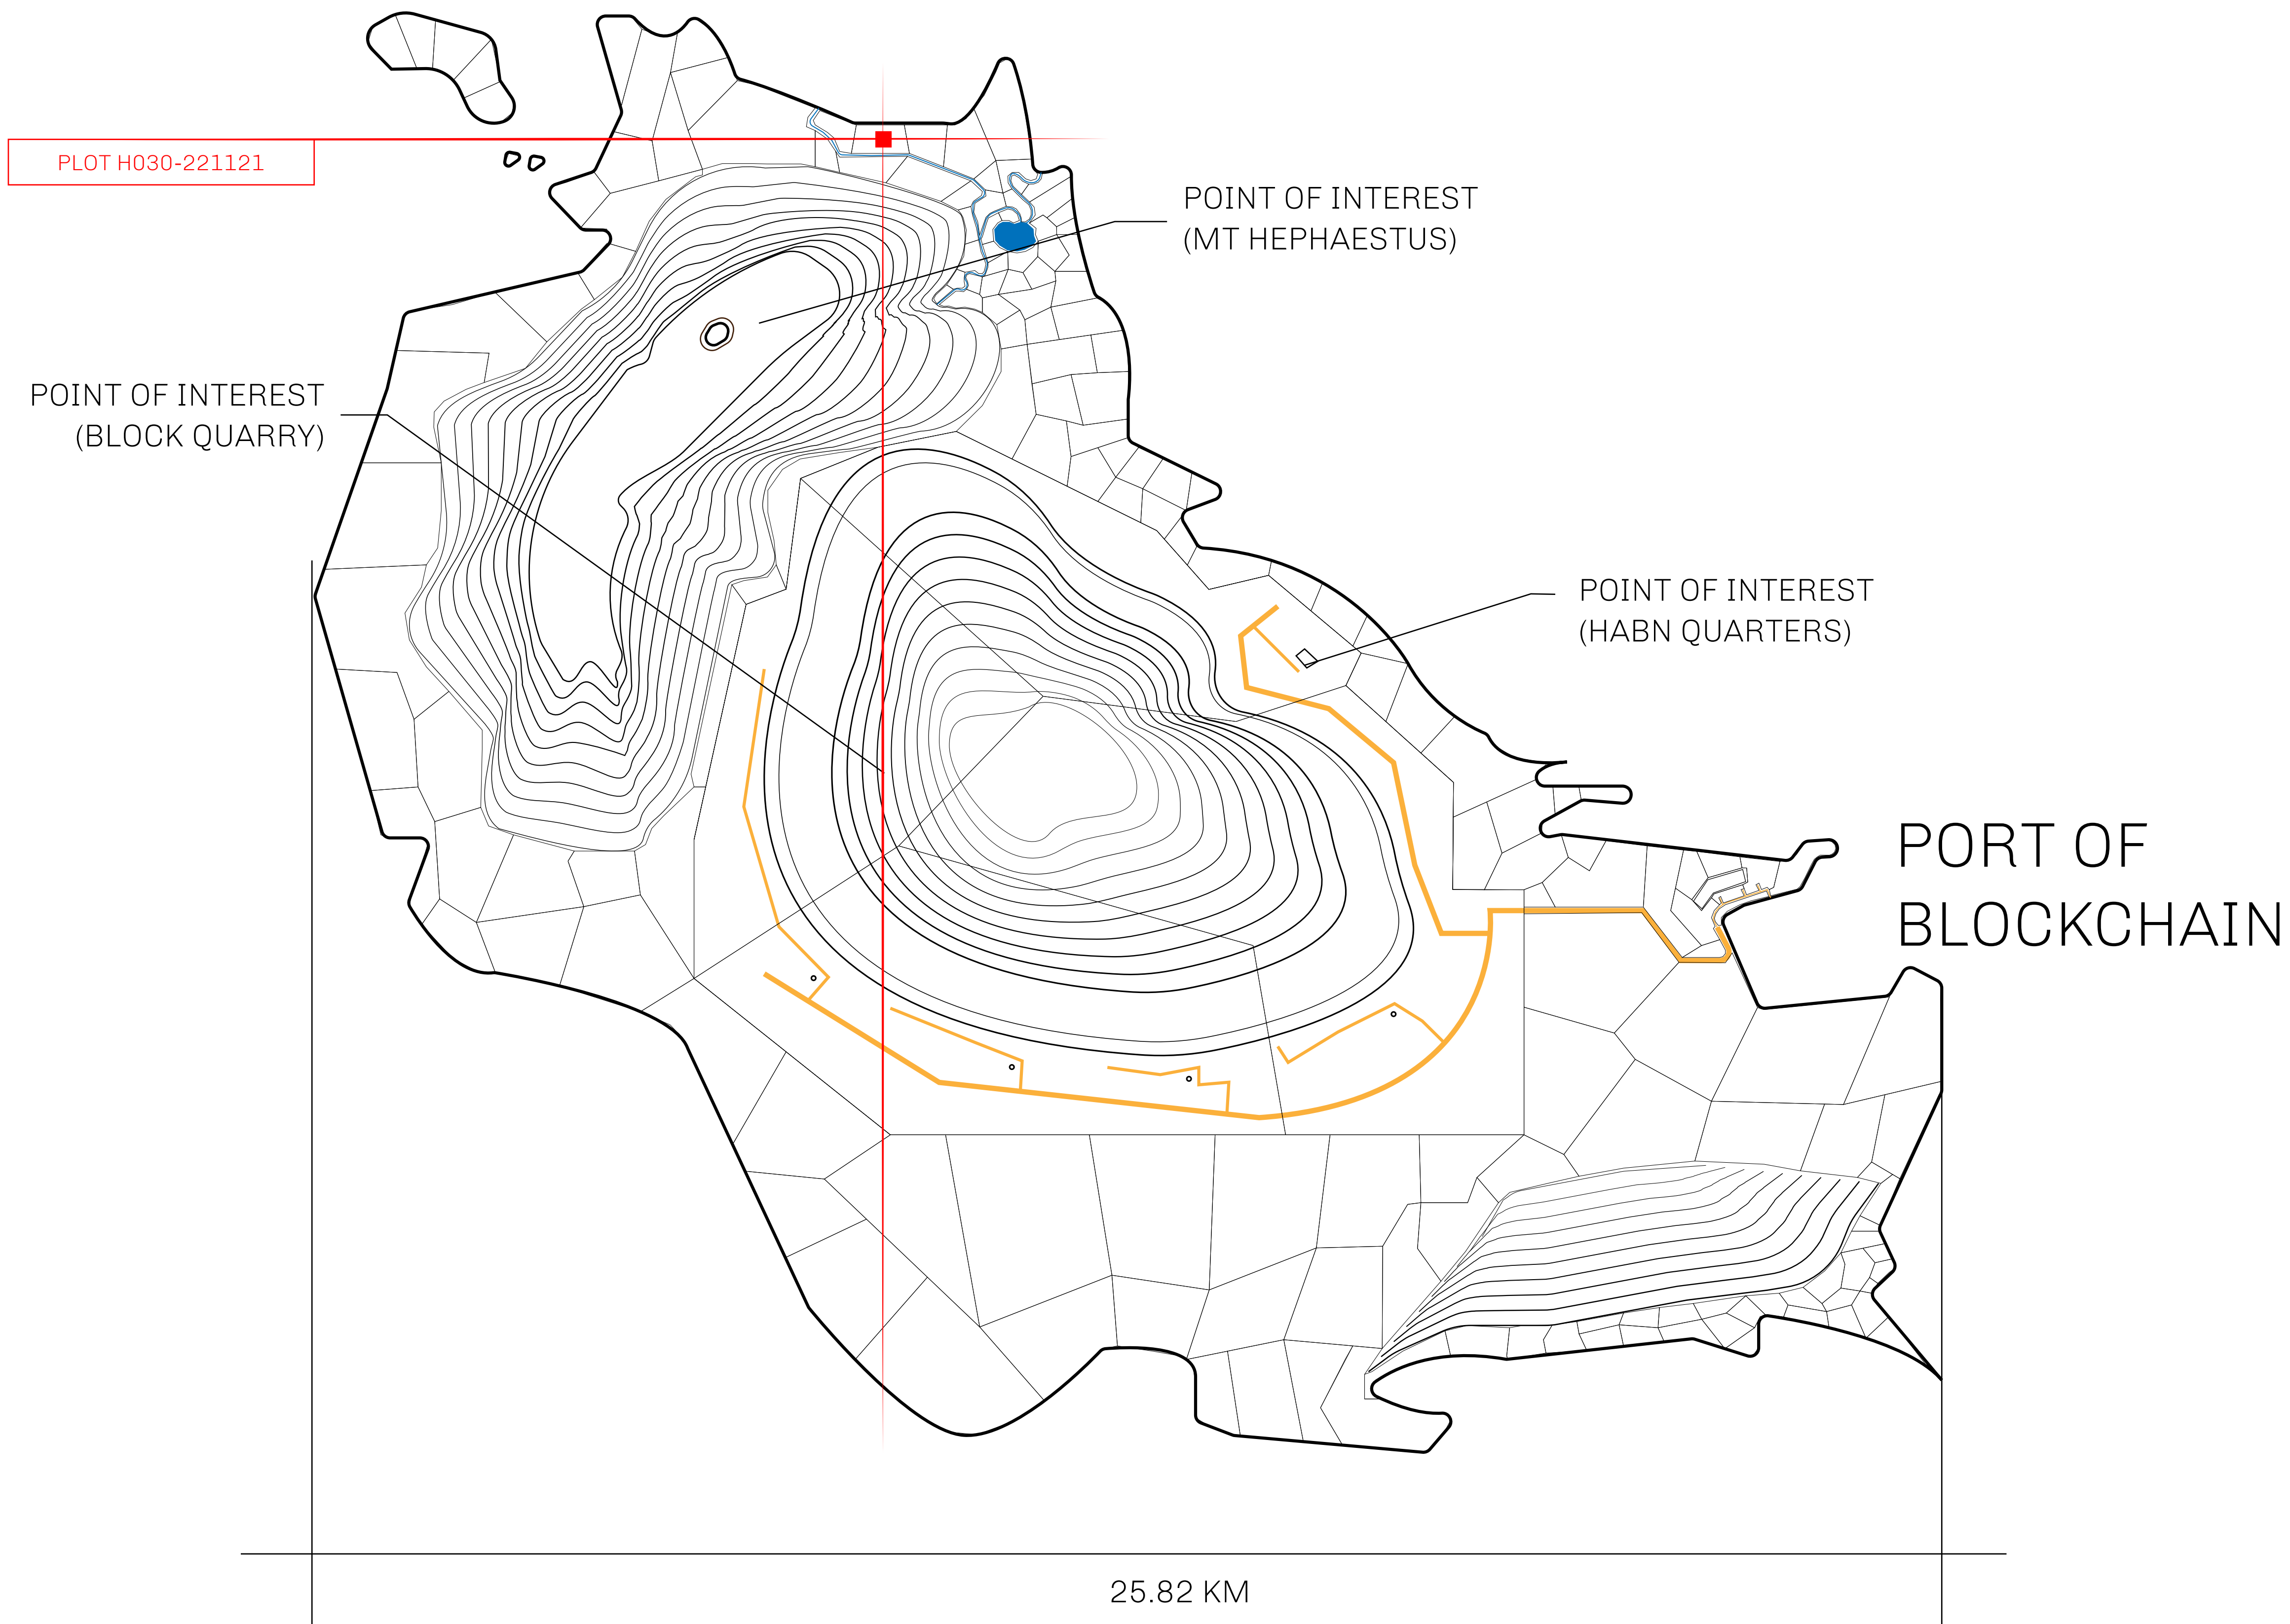 PLOT H030-221121
POINT OF INTEREST
(MT HEPHAESTUS)
POINT OF INTEREST
(BLOCK QUARRY)
POINT OF INTEREST
(HABN QUARTERS)
PORT OF
BLOCKCHAIN
25.82 KM